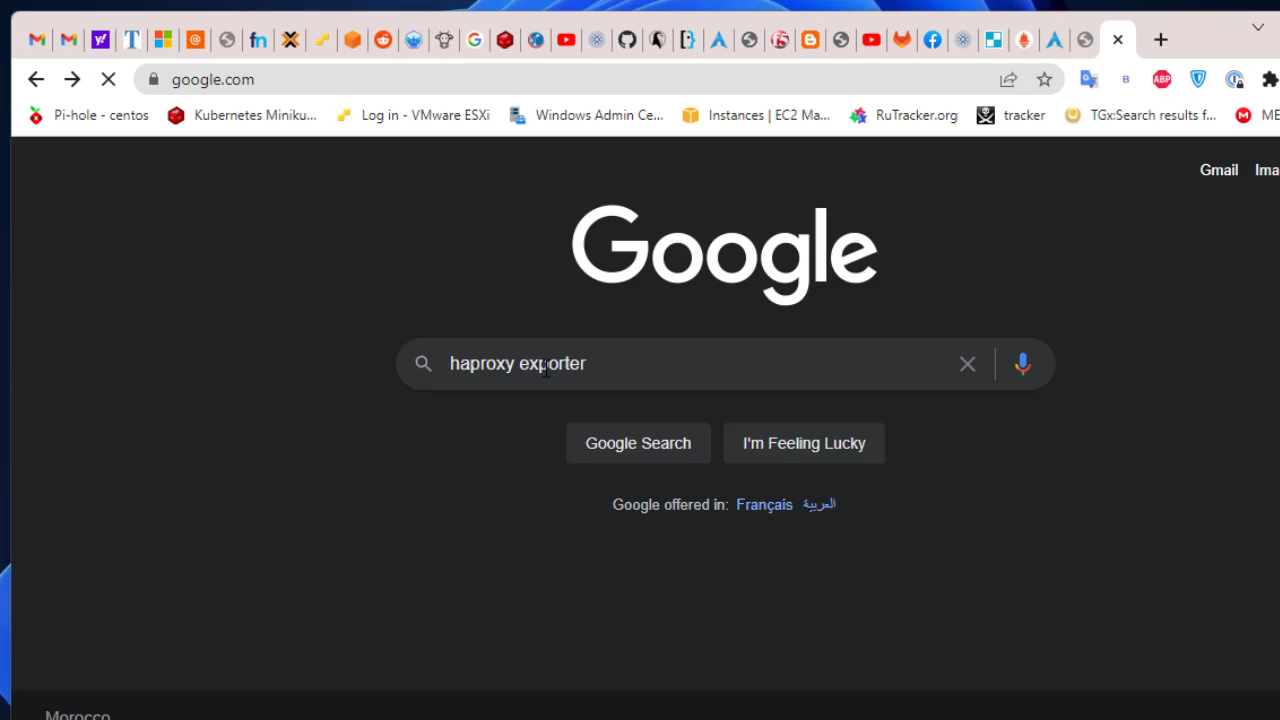 google.com
Pi-hole - centos
Kubernetes Miniku...
Log in - VMware ESXi
Windows Admin Ce...
Instances | EC2 Ma...
RuTracker.org
tracker
TGx:Search results f...
ME
Gmail
Ima
Google
haproxy exporter
Google Search
I'm Feeling Lucky
Google offered in: Français العربية
Morocco